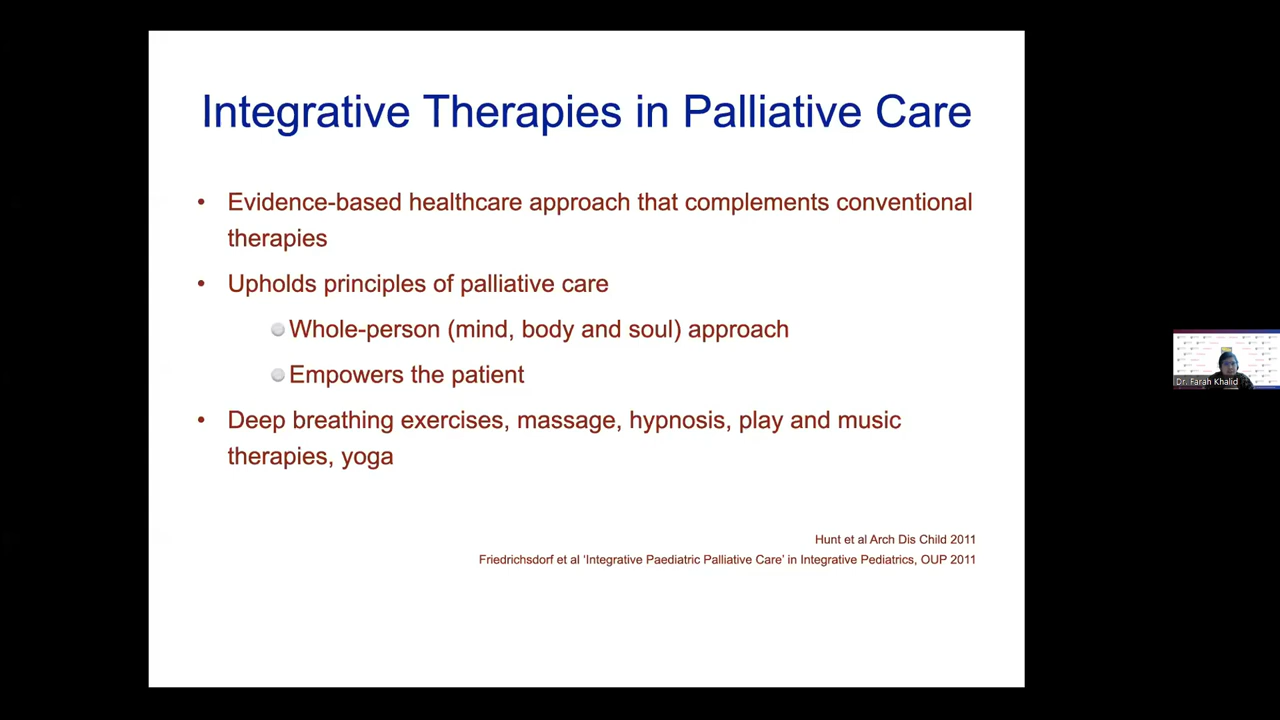 Integrative Therapies in Palliative Care
• Evidence-based healthcare approach that complements conventional
therapies
• Upholds principles of palliative care
Whole-person (mind, body and soul) approach
Empowers the patient
• Deep breathing exercises, massage, hypnosis, play and music
therapies, yoga
Hunt et al Arch Dis Child 2011
Friedrichsdorf et al ‘Integrative Paediatric Palliative Care’ in Integrative Pediatrics, OUP 2011
Dr. Farah Khalid